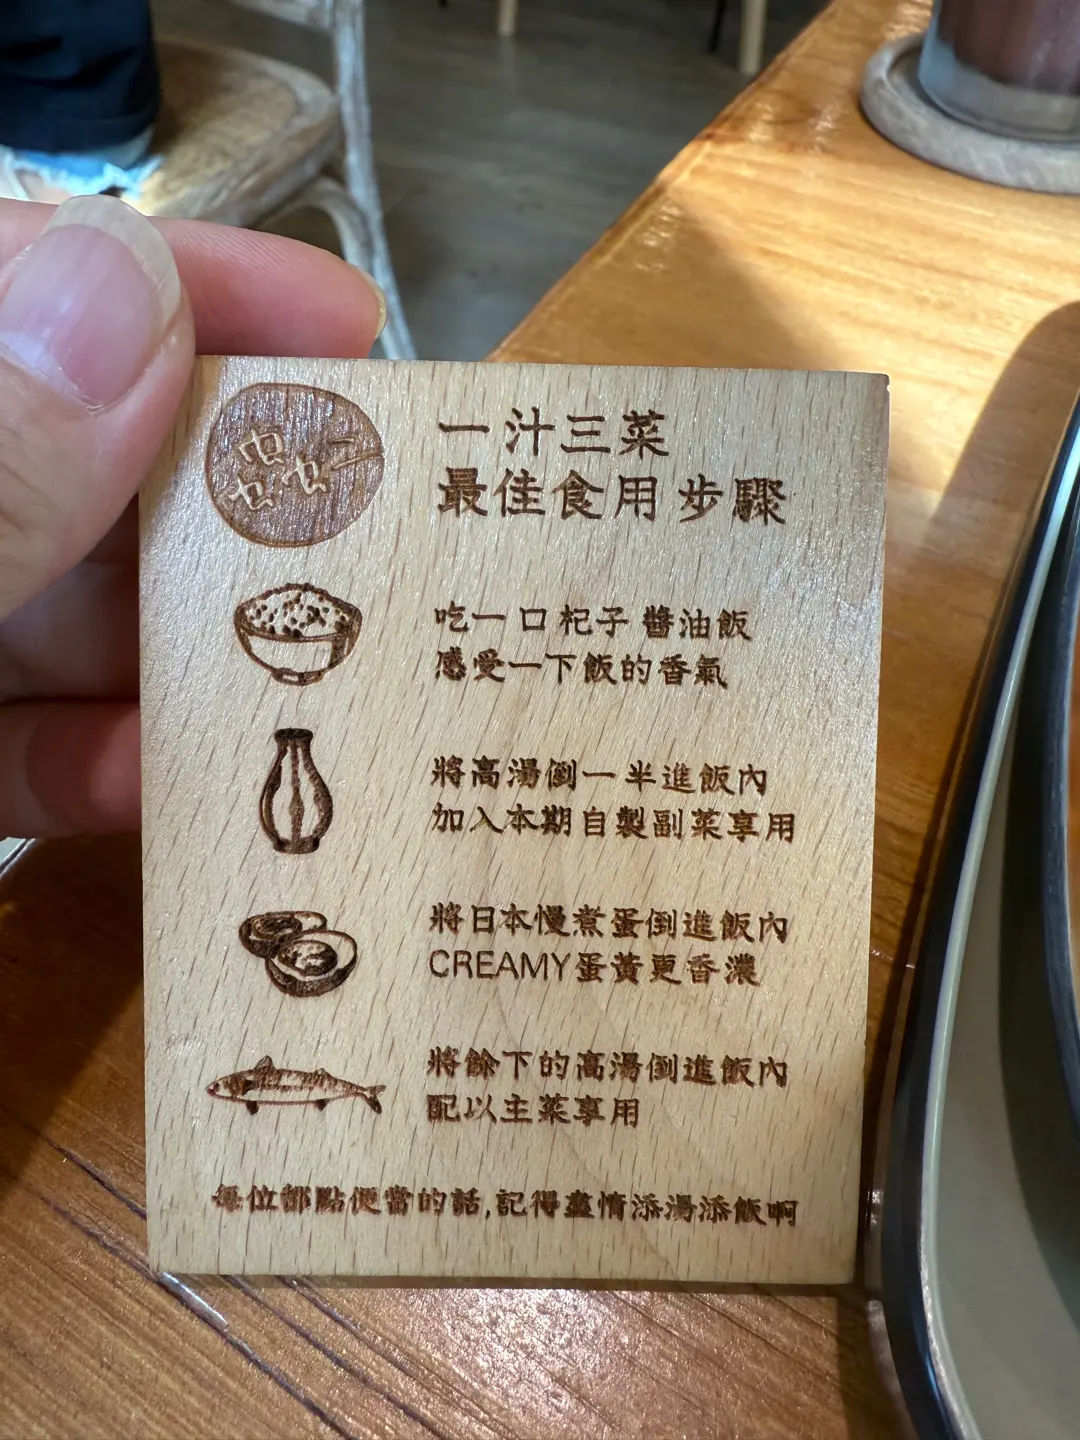 一汁三菜
最佳食用步驟
吃一口杞子醬油飯
感受一下飯的香氣
將高湯倒一半進飯內
加入本期自製副菜享用
將日本慢煮蛋倒進飯內
CREAMY蛋黃更香濃
將餘下的高湯倒進飯內
配以主菜享用
每位都點便當的話,記得盡情添湯添飯啊